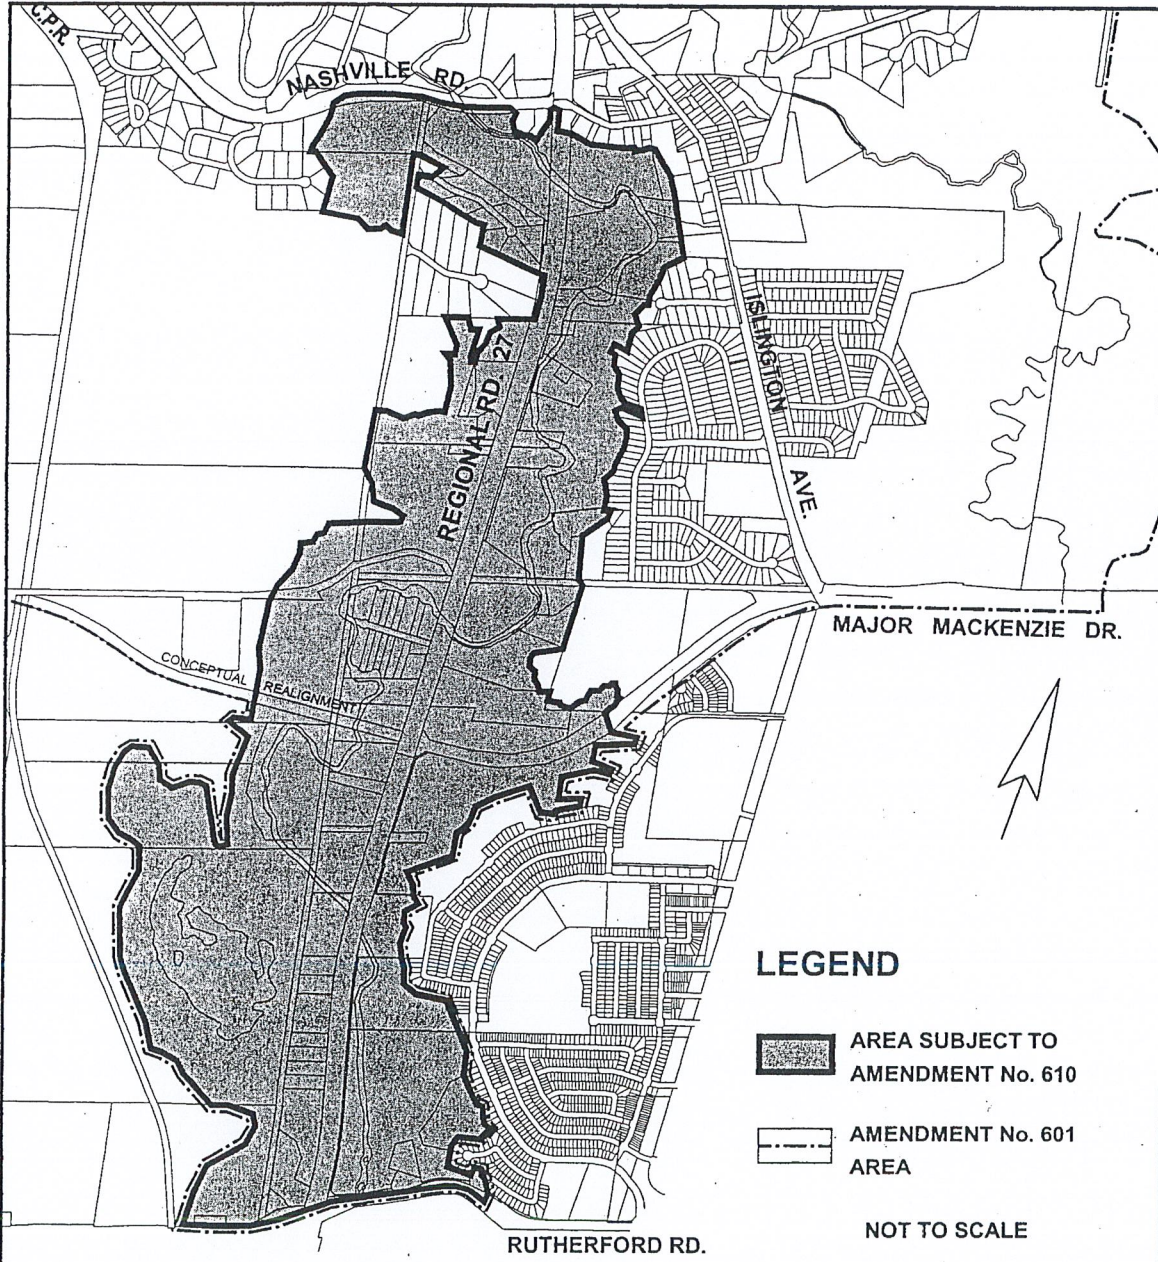 C.P.R.
NASHVILLE RD.
ISLINGTON AVE.
REGIONAL RD. 27
MAJOR MACKENZIE DR.
CONCEPTUAL REALIGNMENT
LEGEND
AREA SUBJECT TO
AMENDMENT No. 610
AMENDMENT No. 601
AREA
NOT TO SCALE
RUTHERFORD RD.